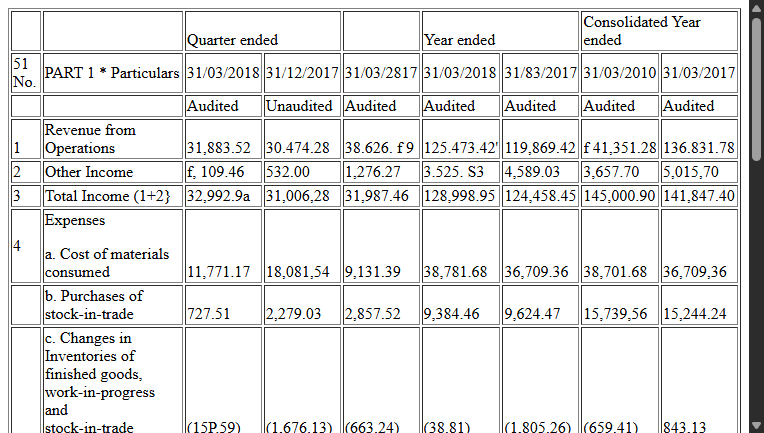 Quarter ended Year ended Consolidated Year ended
51 No. PART 1 * Particulars 31/03/2018 31/12/2017 31/03/2817 31/03/2018 31/83/2017 31/03/2010 31/03/2017
Audited Unaudited Audited Audited Audited Audited Audited
1 Revenue from Operations 31,883.52 30.474.28 38.626. f9 125.473.42' 119,869.42 f 41,351.28 136.831.78
2 Other Income f, 109.46 532.00 1,276.27 3.525. S3 4,589.03 3,657.70 5,015,70
3 Total Income (1+2} 32,992.9a 31,006,28 31,987.46 128,998.95 124,458.45 145,000.90 141,847.40
4 Expenses
a. Cost of materials consumed 11,771.17 18,081,54 9,131.39 38,781.68 36,709.36 38,701.68 36,709,36
b. Purchases of stock-in-trade 727.51 2,279.03 2,857.52 9,384.46 9,624.47 15,739,56 15,244.24
c. Changes in Inventories of finished goods, work-in-progress and stock-in-trade (15P.59) (1,676.13) (663.24) (38.81) (1,805.26) (659.41) 843.13